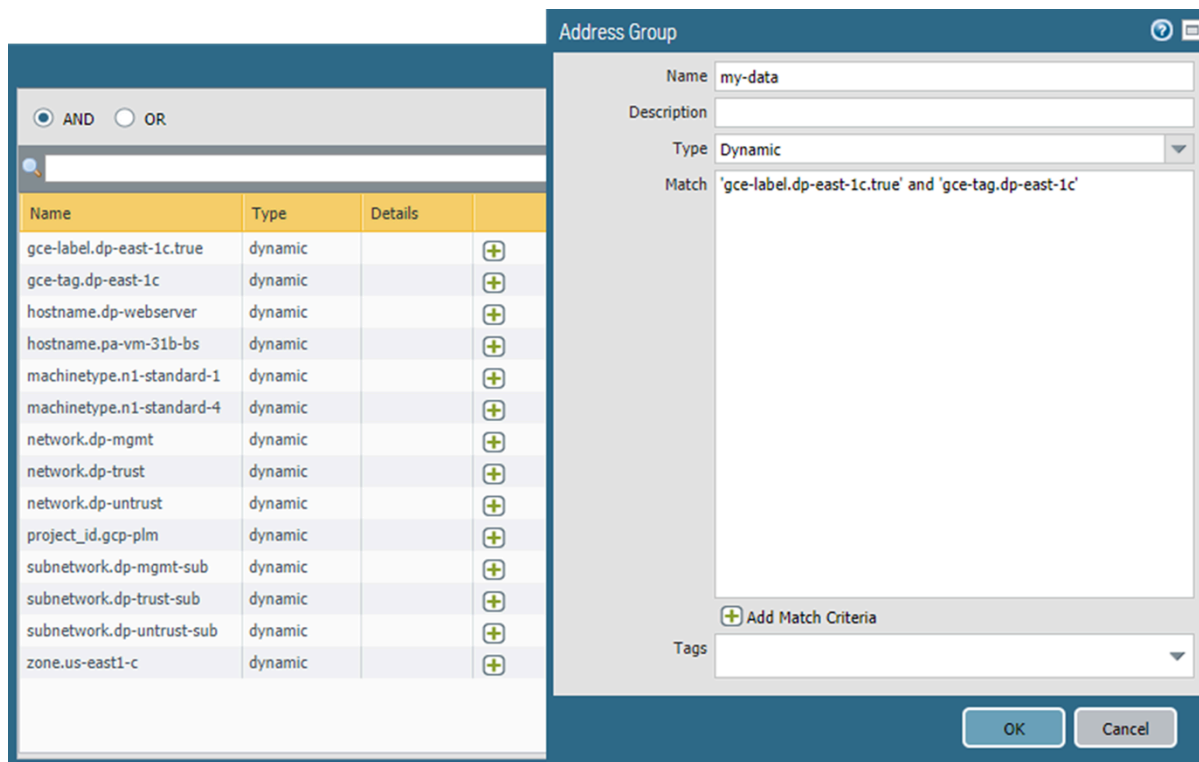 AND OR
Name Type Details
gce-label.dp-east-1c.true dynamic
gce-tag.dp-east-1c dynamic
hostname.dp-webserver dynamic
hostname.pa-vm-31b-bs dynamic
machinetype.n1-standard-1 dynamic
machinetype.n1-standard-4 dynamic
network.dp-mgmt dynamic
network.dp-trust dynamic
network.dp-untrust dynamic
project_id.gcp-plm dynamic
subnetwork.dp-mgmt-sub dynamic
subnetwork.dp-trust-sub dynamic
subnetwork.dp-untrust-sub dynamic
zone.us-east1-c dynamic
Address Group
Name my-data
Description
Type Dynamic
Match 'gce-label.dp-east-1c.true' and 'gce-tag.dp-east-1c'
Add Match Criteria
Tags
OK Cancel